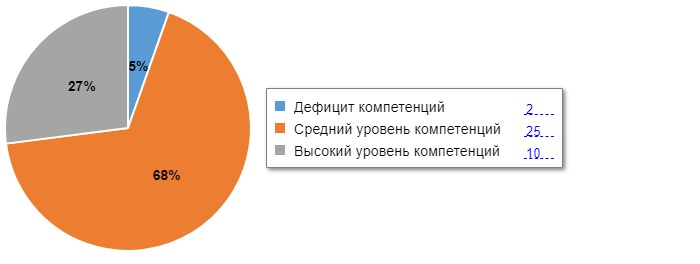 5%
27%
68%
Дефицит компетенций 2
Средний уровень компетенций 25
Высокий уровень компетенций 10